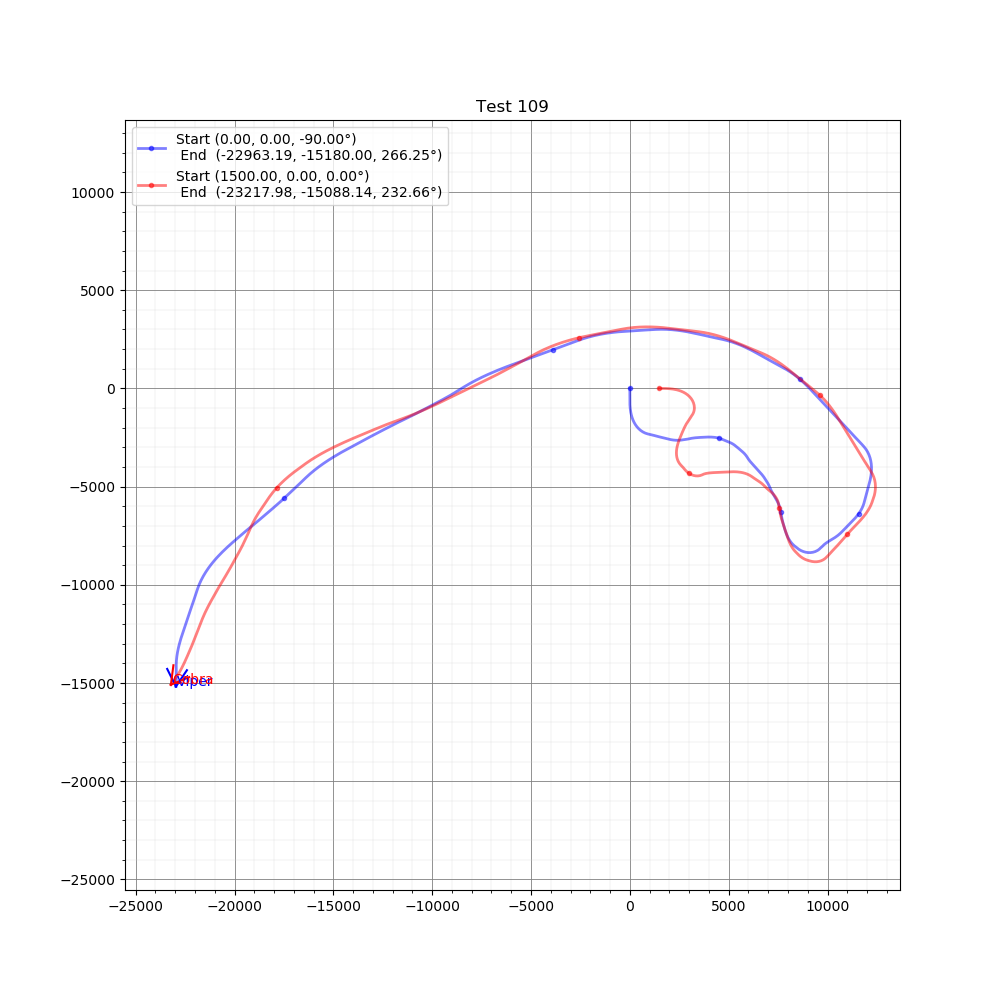 Test 109
Start (0.00, 0.00, -90.00°)
End (-22963.19, -15180.00, 266.25°)
Start (1500.00, 0.00, 0.00°)
End (-23217.98, -15088.14, 232.66°)
10000
5000
0
−5000
−10000
−15000
−20000
−25000
−25000 −20000 −15000 −10000 −5000 0 5000 10000